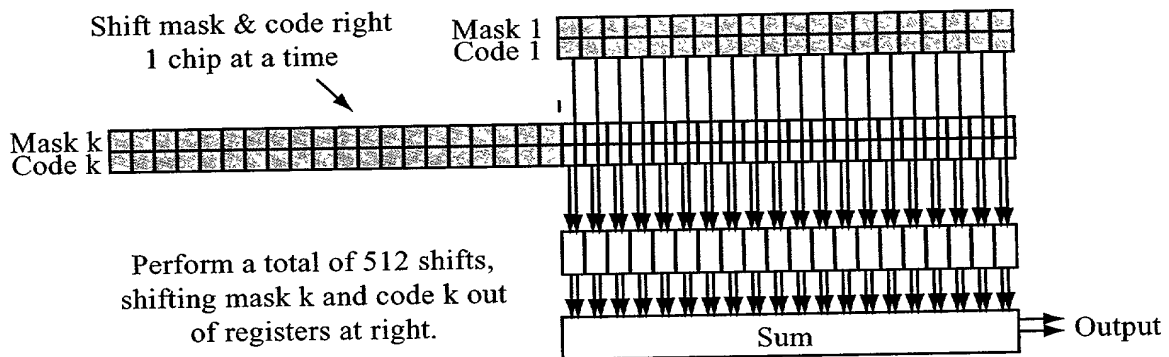 Shift mask & code right
1 chip at a time
Mask 1
Code 1
Mask k
Code k
Perform a total of 512 shifts,
shifting mask k and code k out
of registers at right.
Sum
Output